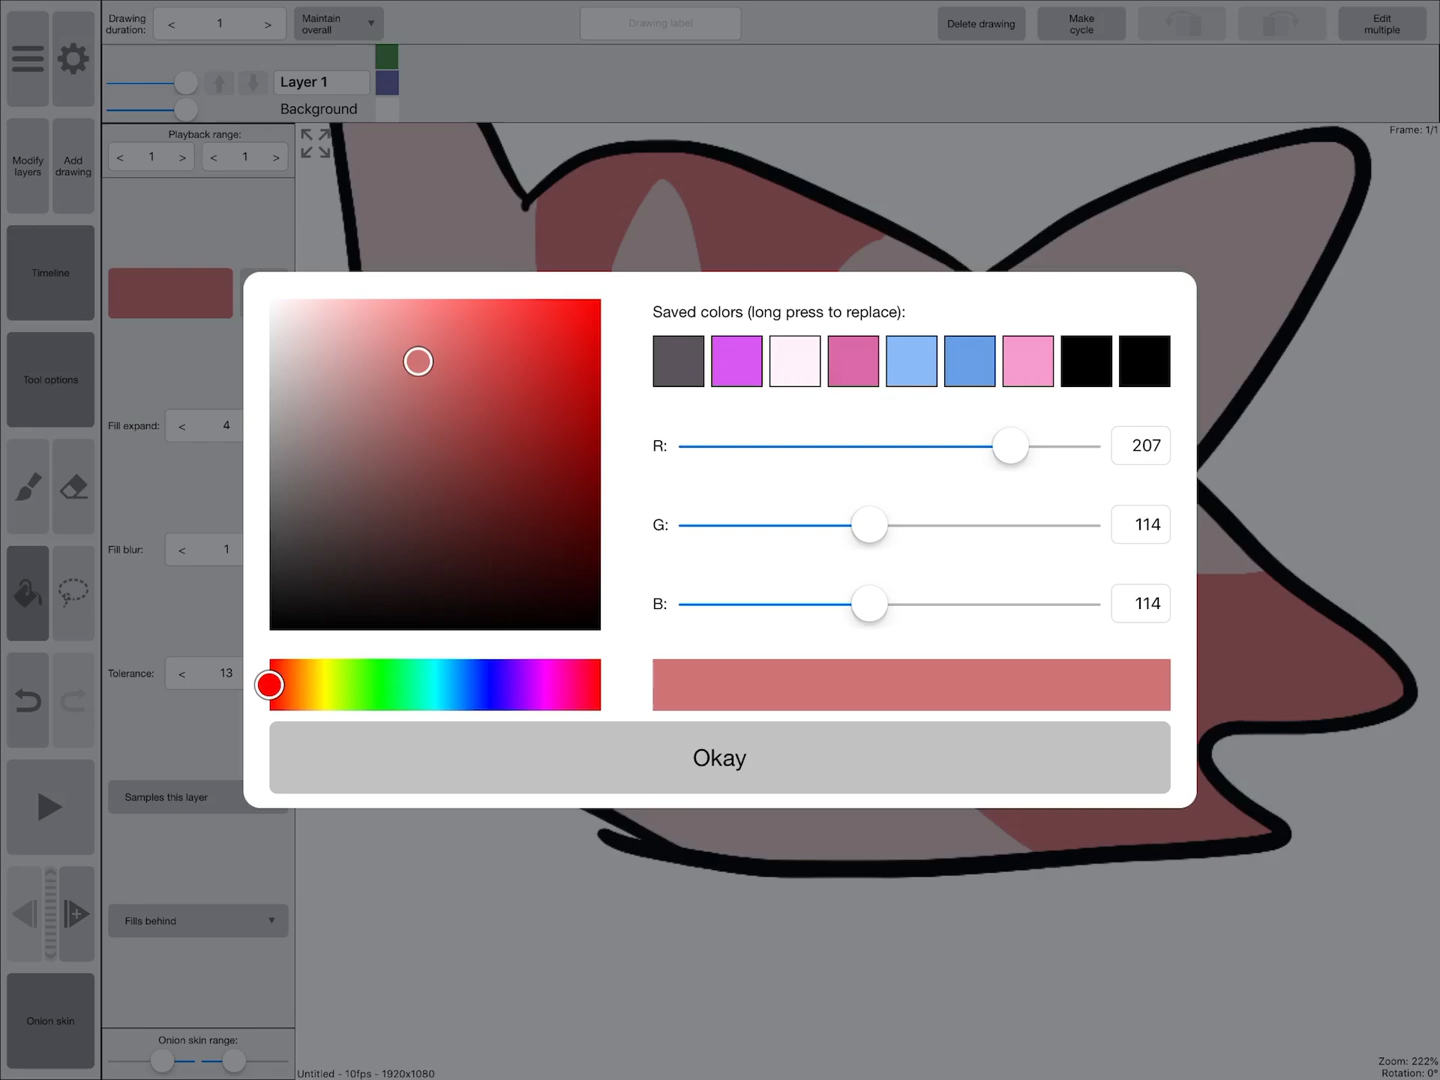 Drawing
duration:
< 1 >
Maintain
overall
▼
Drawing label
Delete drawing
Make
cycle
Edit
multiple
Layer 1
Background
Playback range:
< 1 >
< 1 >
Frame: 1/1
Modify
layers
Add
drawing
Timeline
Tool options
Fill expand:
< 4
Fill blur:
< 1
Tolerance:
< 13
Samples this layer
Fills behind
▼
Onion skin
Onion skin range:
Saved colors (long press to replace):
R:
207
G:
114
B:
114
Okay
Untitled - 10fps - 1920x1080
Zoom: 222%
Rotation: 0°